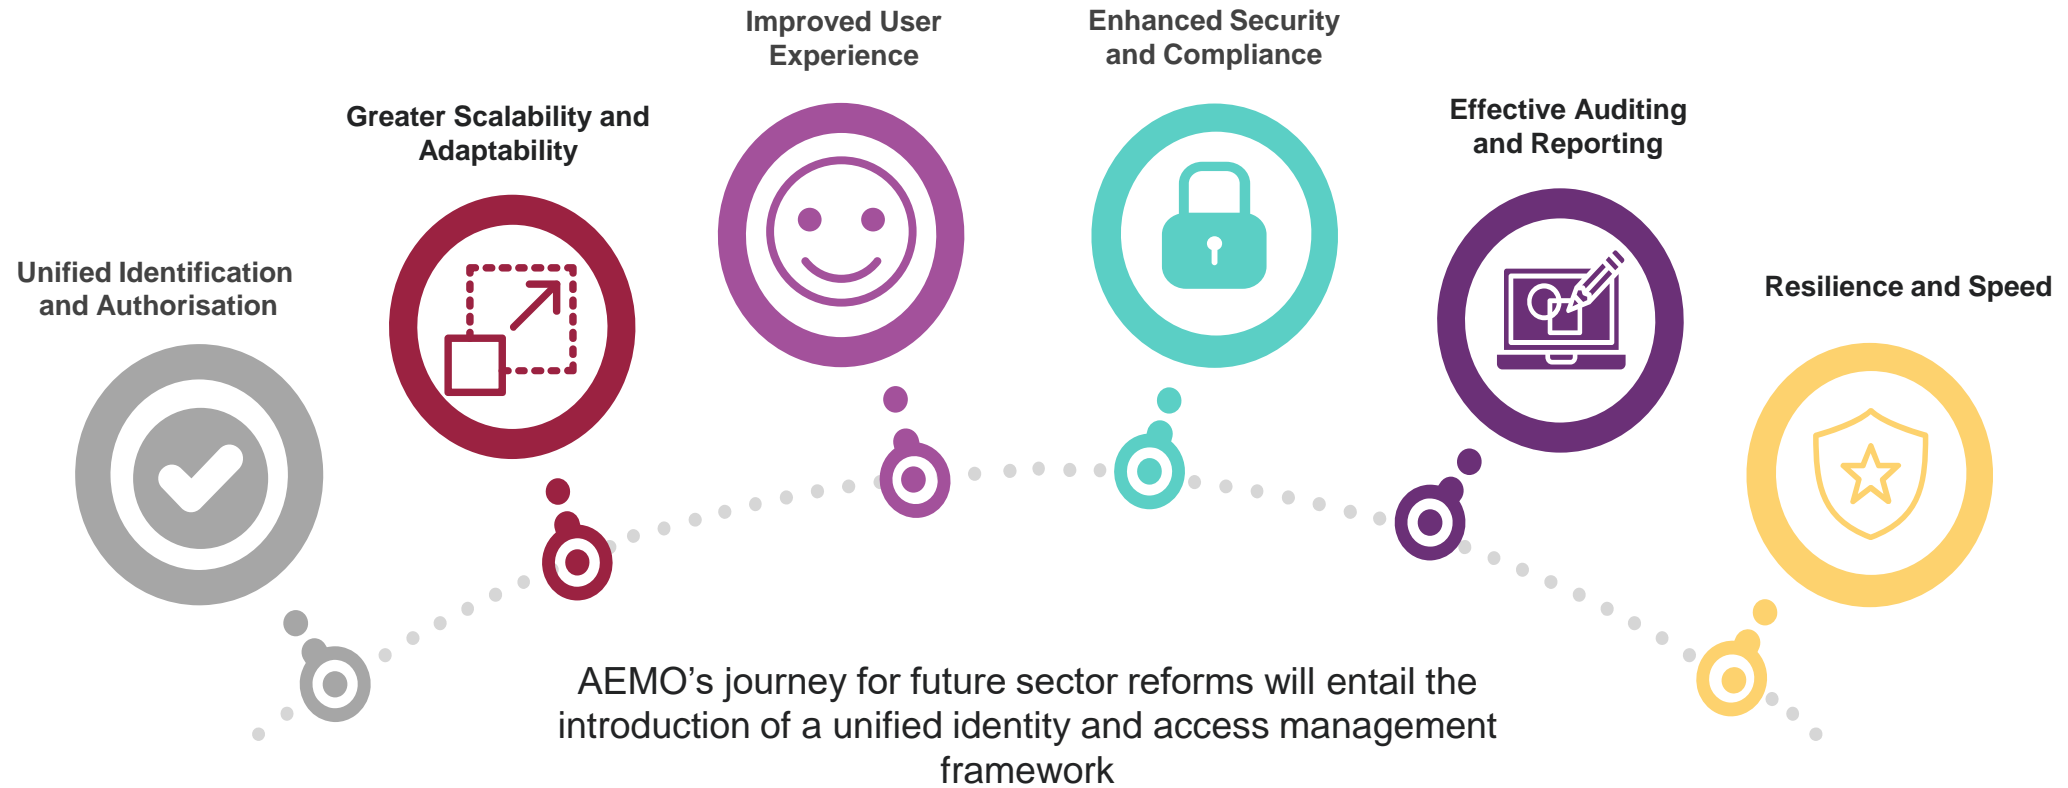 Improved User
Experience
Enhanced Security
and Compliance
Greater Scalability and
Adaptability
Effective Auditing
and Reporting
Unified Identification
and Authorisation
Resilience and Speed
AEMO’s journey for future sector reforms will entail the
introduction of a unified identity and access management
framework